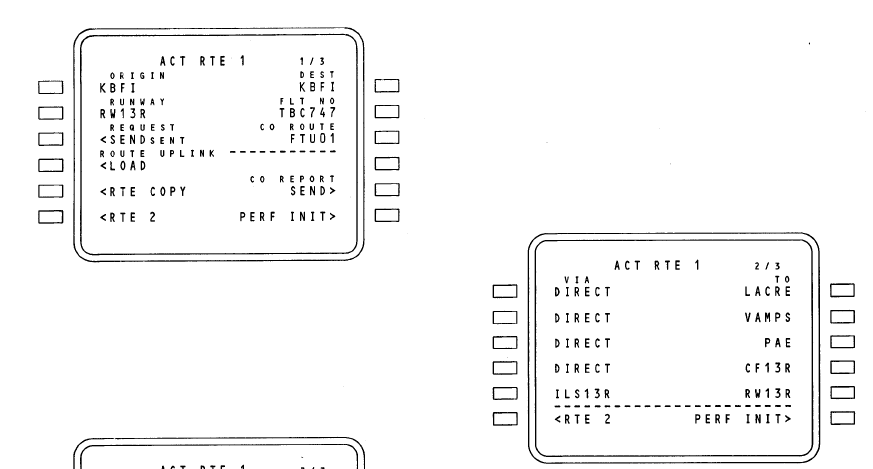 ACT RTE 1 1/3
ORIGIN DEST
KBFI KBFI
RUNWAY FLT NO
RW13R TBC747
REQUEST CO ROUTE
<SENDSENT FTU01
ROUTE UPLINK -----------
<LOAD
CO REPORT
<RTE COPY SEND>
<RTE 2 PERF INIT>
ACT RTE 1 2/3
VIA TO
DIRECT LACRE
DIRECT VAMPS
DIRECT PAE
DIRECT CF13R
ILS13R RW13R
------------------------
<RTE 2 PERF INIT>
ACT RTE 1